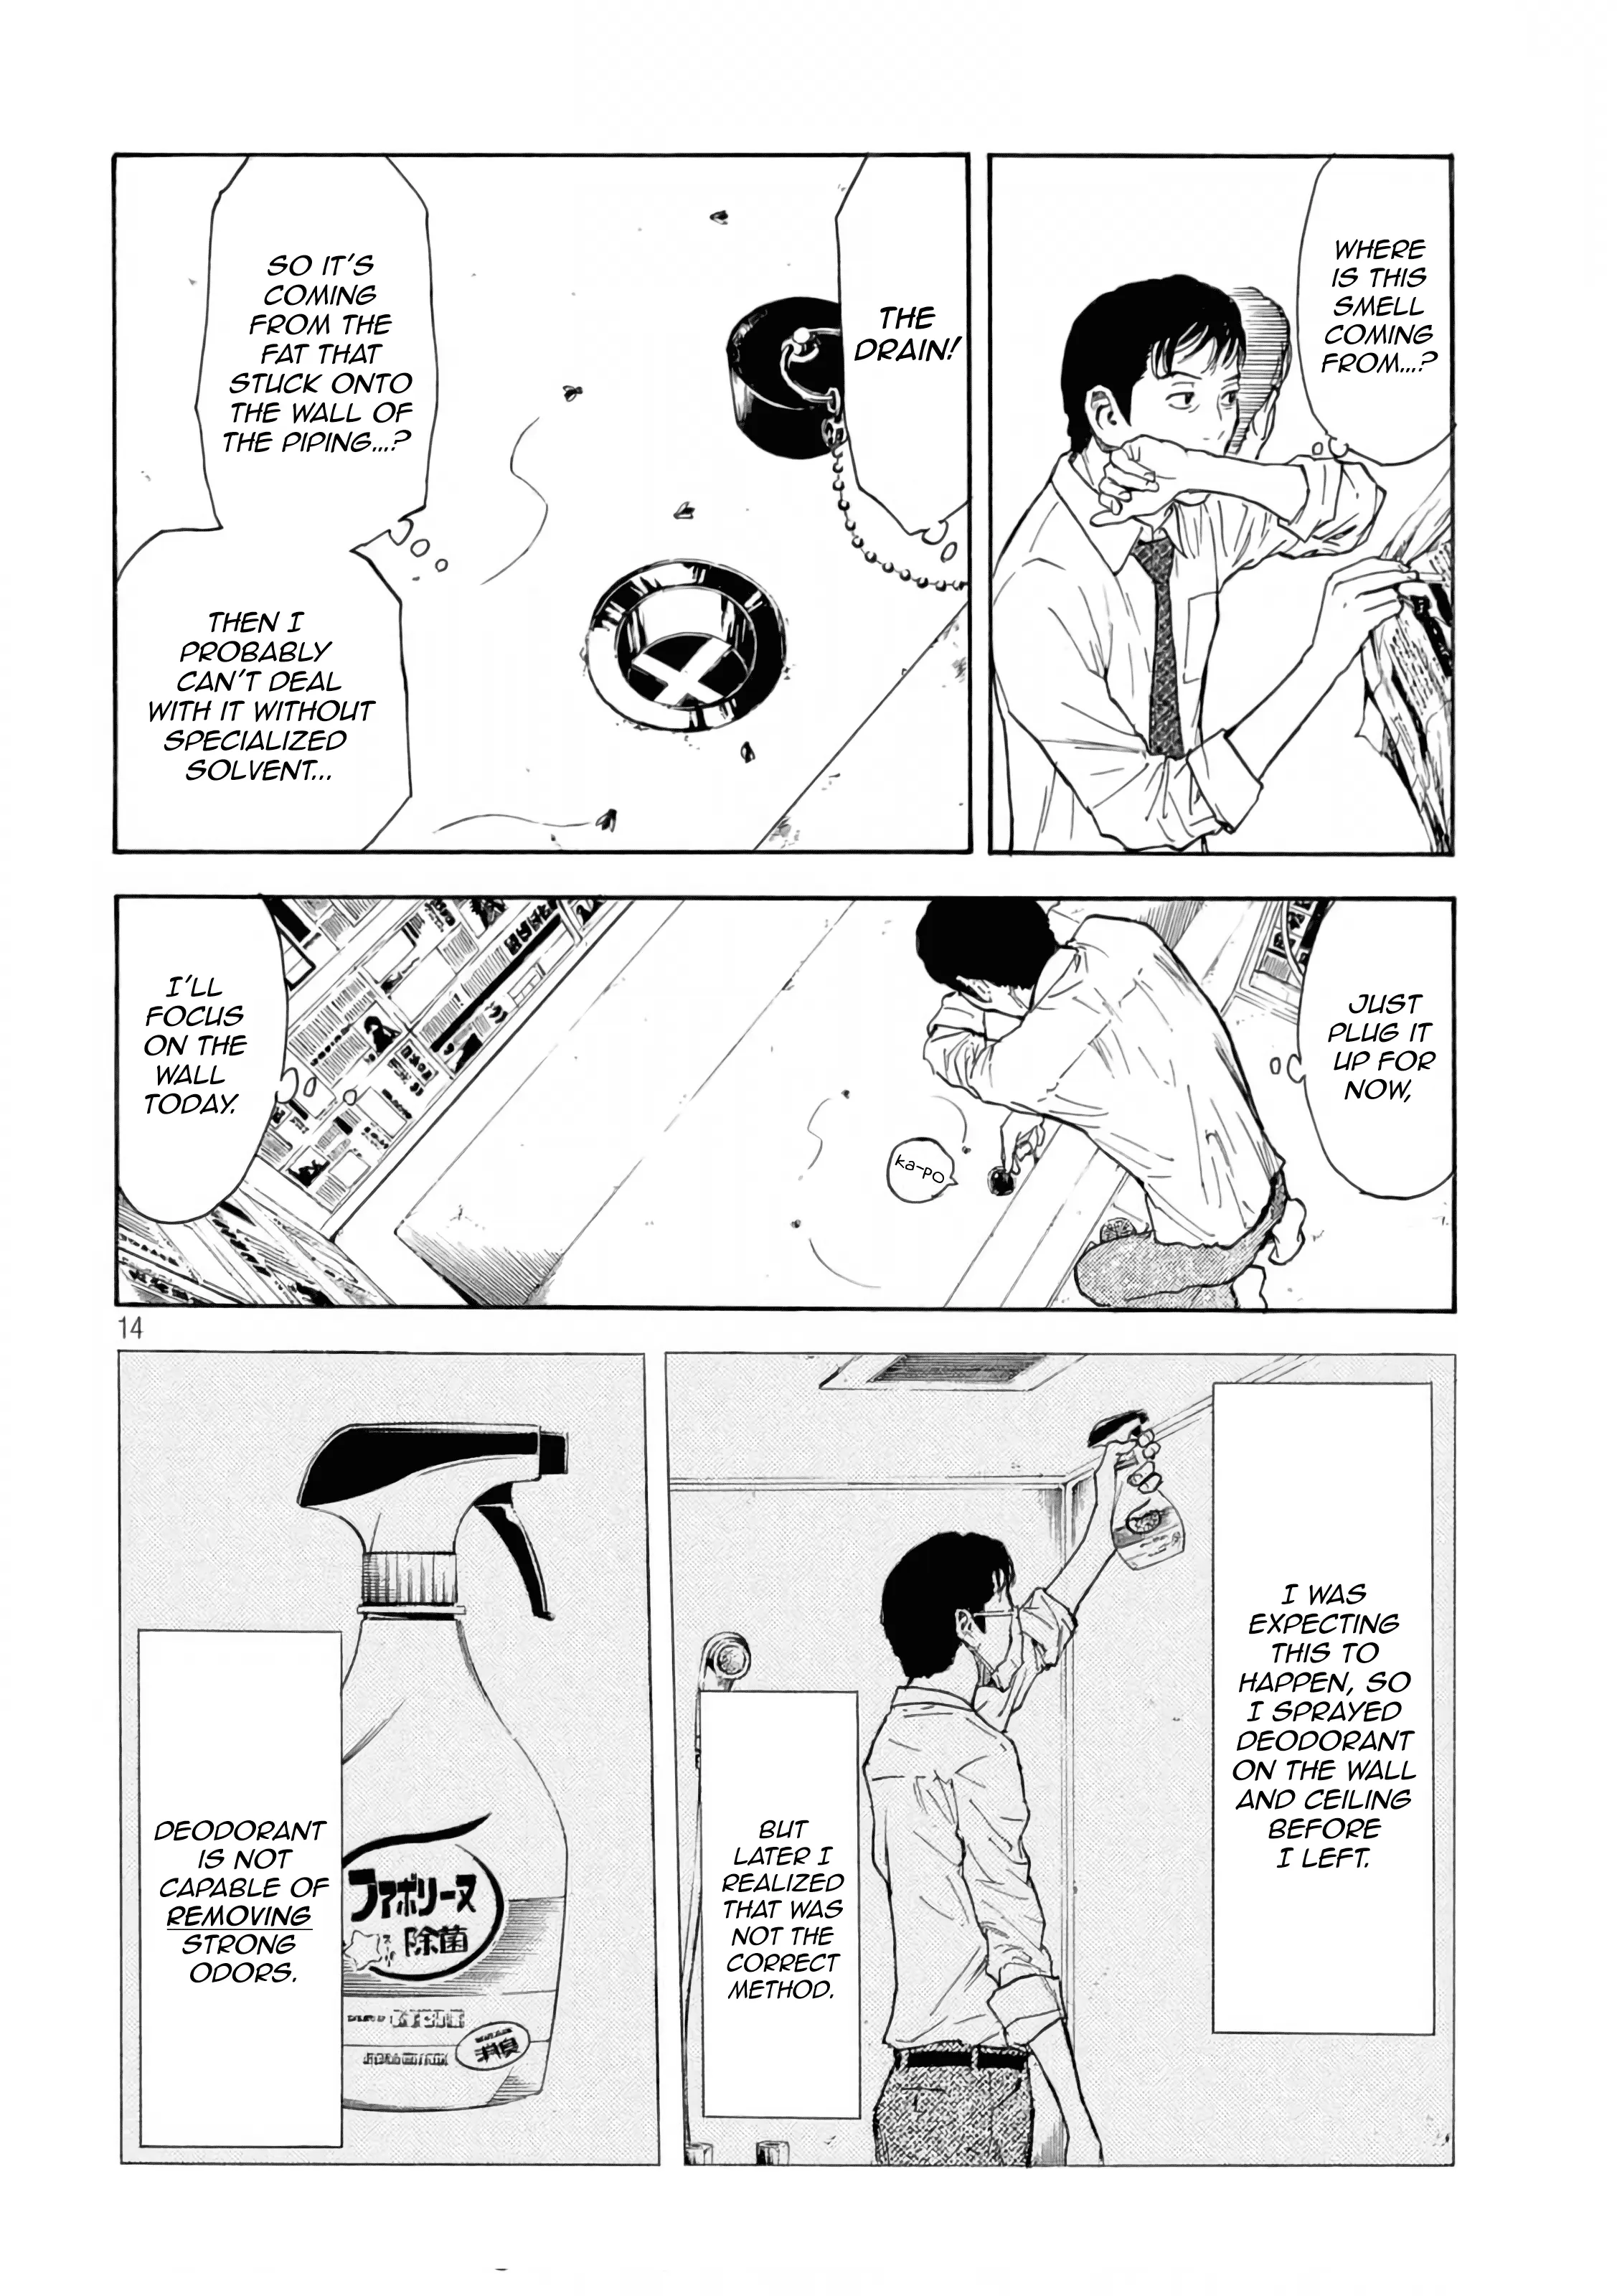 WHERE
IS THIS
SMELL
COMING
FROM...?
THE
DRAIN!
SO IT'S
COMING
FROM THE
FAT THAT
STUCK ONTO
THE WALL OF
THE PIPING...?
THEN I
PROBABLY
CAN'T DEAL
WITH IT WITHOUT
SPECIALIZED
SOLVENT...
JUST
PLUG IT
UP FOR
NOW,
ka-po
I'LL
FOCUS
ON THE
WALL
TODAY.
14
I WAS
EXPECTING
THIS TO
HAPPEN, SO
I SPRAYED
DEODORANT
ON THE WALL
AND CEILING
BEFORE
I LEFT.
BUT
LATER I
REALIZED
THAT WAS
NOT THE
CORRECT
METHOD.
ファボリーヌ
除菌
消臭
DEODORANT
IS NOT
CAPABLE OF
REMOVING
STRONG
ODORS.